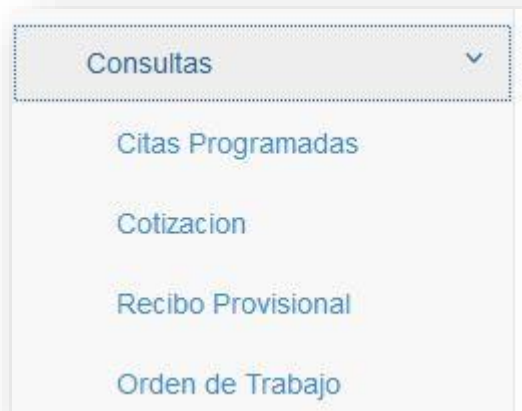 Consultas
Citas Programadas
Cotizacion
Recibo Provisional
Orden de Trabajo